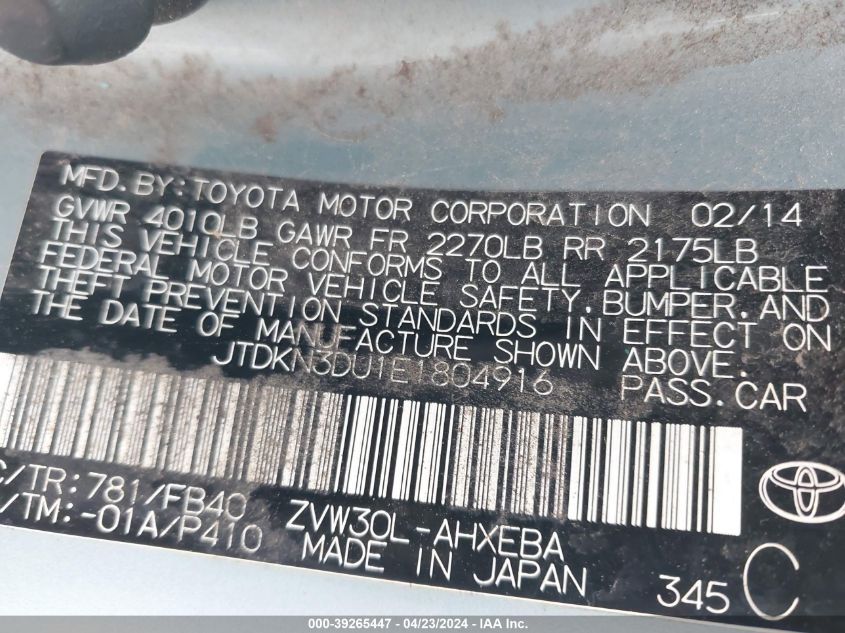 MFD.BY:TOYOTA MOTOR CORPORATION 02/14
GVWR 4010LB GAWR FR 2270LB RR 2175LB
THIS VEHICLE CONFORMS TO ALL APPLICABLE
FEDERAL MOTOR VEHICLE SAFETY,BUMPER,AND
THEFT PREVENTION STANDARDS IN EFFECT ON
THE DATE OF MANUFACTURE SHOWN ABOVE.
JTDKN3DU1E1804916 PASS.CAR
C/TR:781/FB40 ZVW30L-AHXEBA
/TM:-01A/P410 MADE IN JAPAN 345 C
000-39265447 - 04/23/2024 - IAA Inc.